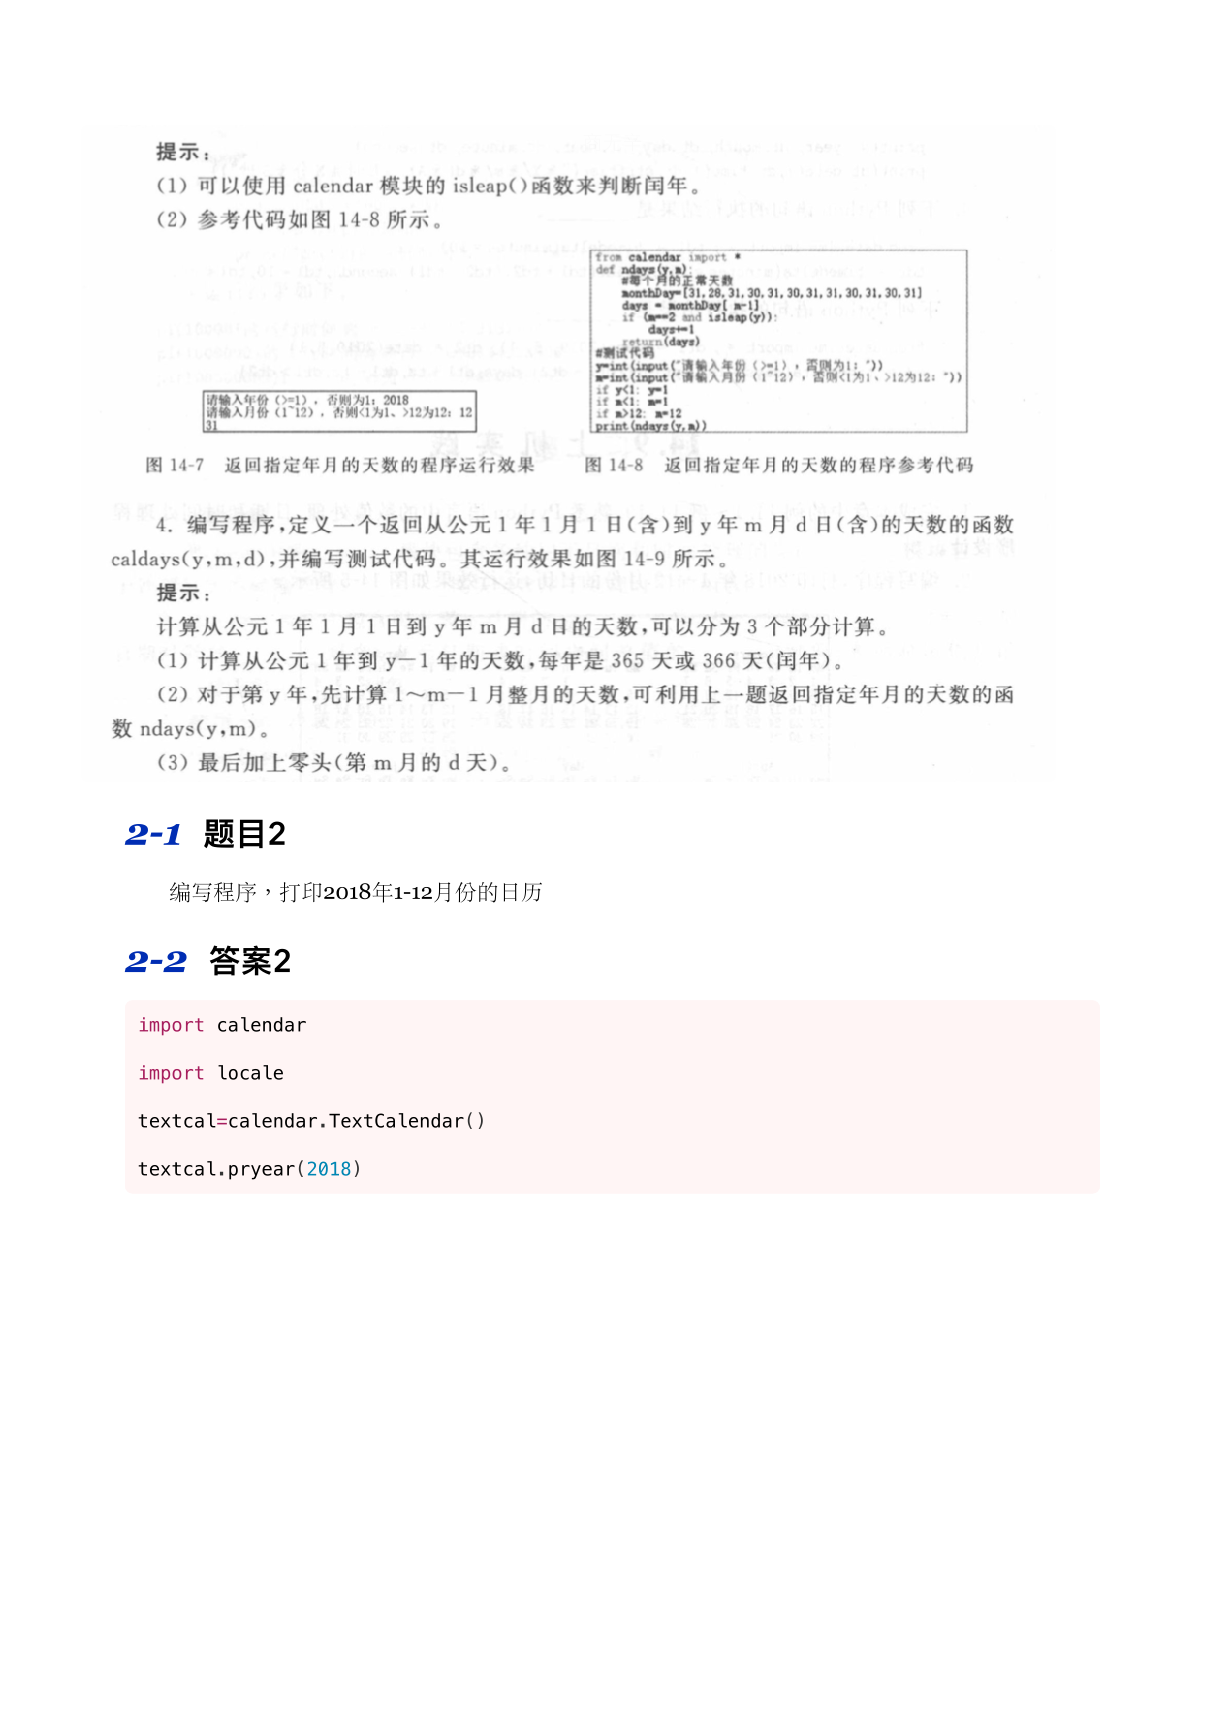 提示：
(1) 可以使用 calendar 模块的 isleap()函数来判断闰年。
(2) 参考代码如图 14-8 所示。
from calendar import *
def ndays(y,m):
#每个月的正常天数
monthDay=[31,28,31,30,31,30,31,31,30,31,30,31]
days = monthDay[ m-1]
if (m==2 and isleap(y)):
days+=1
return(days)
#测试代码
y=int(input("请输入年份（>=1），否则为1："))
m=int(input("请输入月份（1~12），否则<1为1、>12为12："))
if y<1: y=1
if m<1: m=1
if m>12: m=12
print(ndays(y,m))
请输入年份（>=1），否则为1：2018
请输入月份（1~12），否则<1为1、>12为12：12
31
图 14-7 返回指定年月的天数的程序运行效果
图 14-8 返回指定年月的天数的程序参考代码
4. 编写程序,定义一个返回从公元 1 年 1 月 1 日(含)到 y 年 m 月 d 日(含)的天数的函数
caldays(y,m,d),并编写测试代码。其运行效果如图 14-9 所示。
提示：
计算从公元 1 年 1 月 1 日到 y 年 m 月 d 日的天数,可以分为 3 个部分计算。
(1) 计算从公元 1 年到 y－1 年的天数,每年是 365 天或 366 天(闰年)。
(2) 对于第 y 年,先计算 1～m－1 月整月的天数,可利用上一题返回指定年月的天数的函
数 ndays(y,m)。
(3) 最后加上零头(第 m 月的 d 天)。
2-1 题目2
编写程序，打印2018年1-12月份的日历
2-2 答案2
import calendar
import locale
textcal=calendar.TextCalendar()
textcal.pryear(2018)